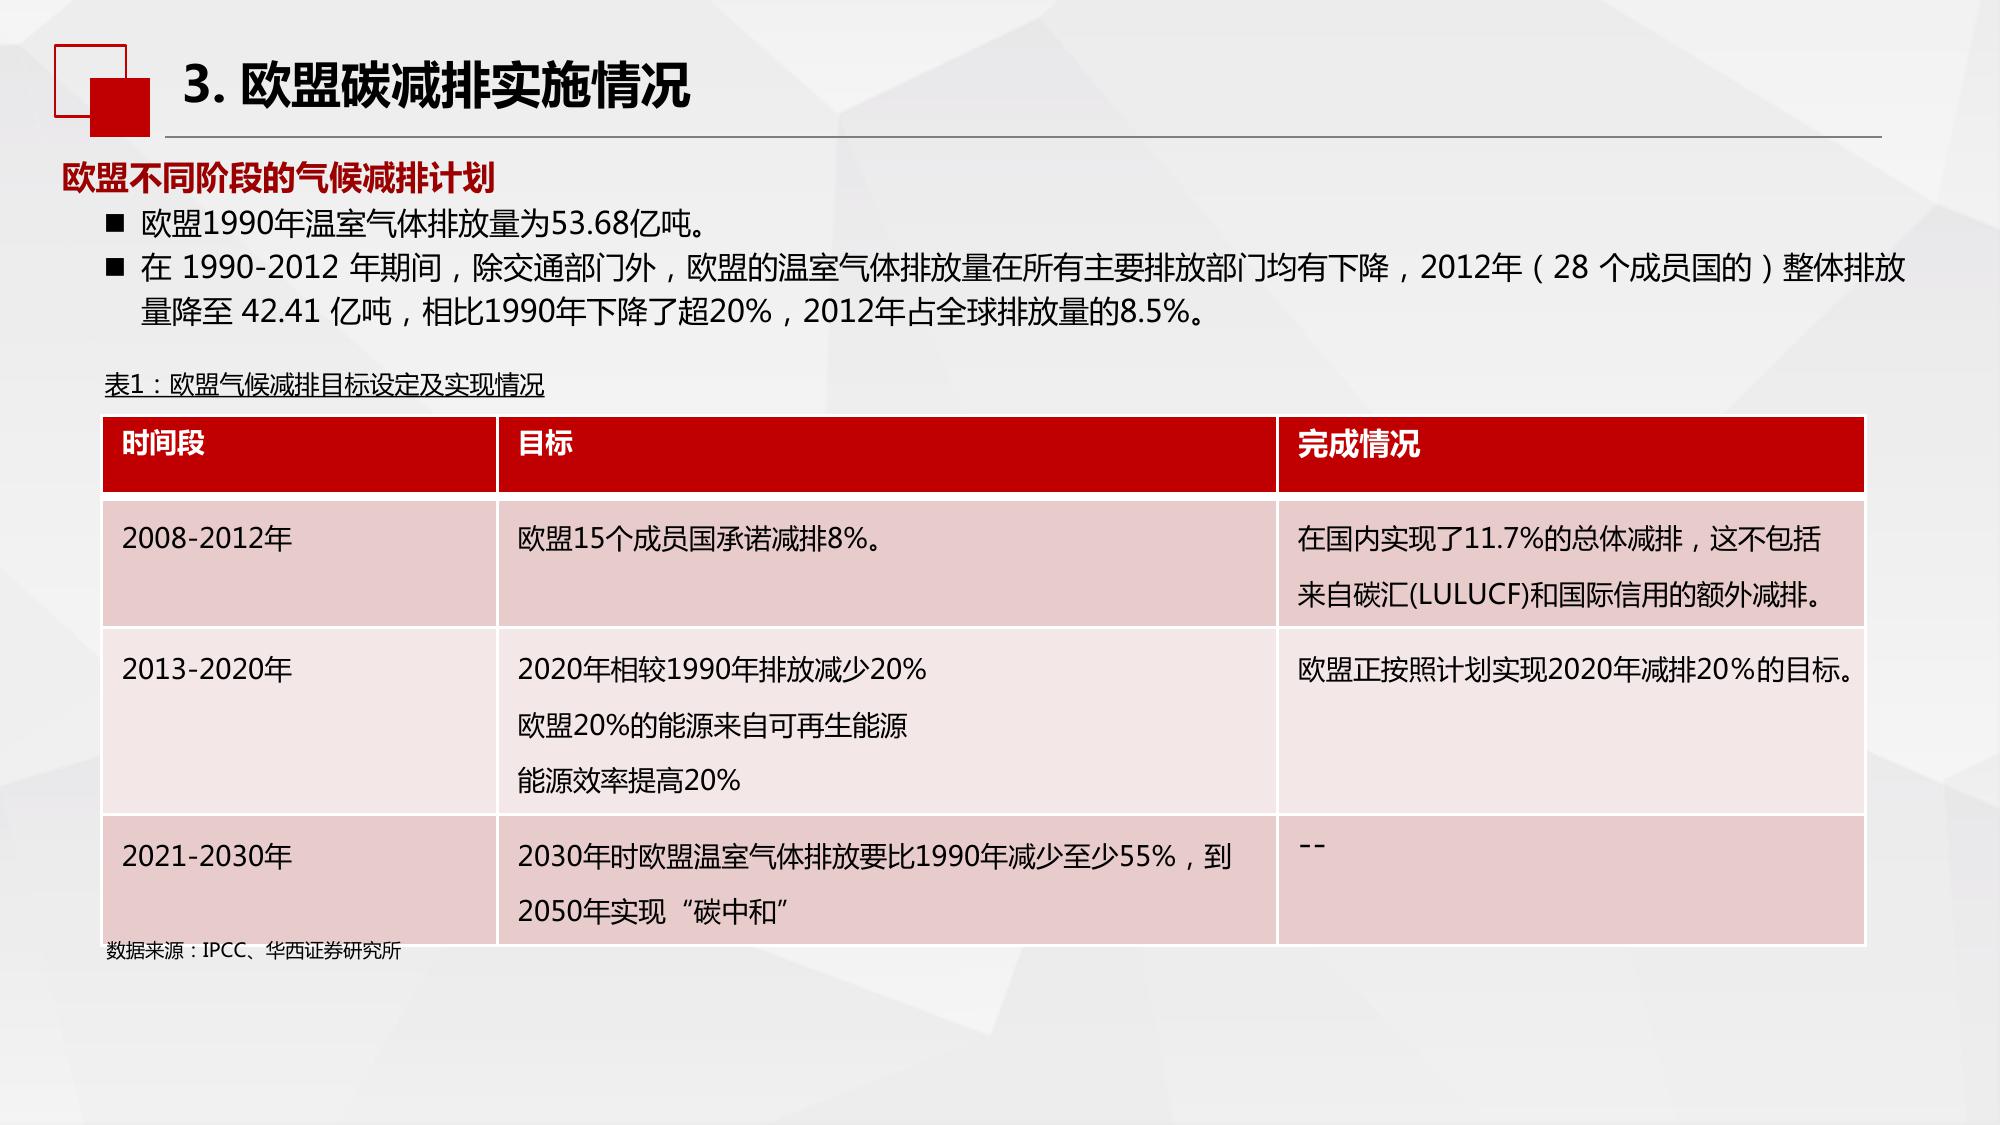 3. 欧盟碳减排实施情况
欧盟不同阶段的气候减排计划
■ 欧盟1990年温室气体排放量为53.68亿吨。
■ 在 1990-2012 年期间，除交通部门外，欧盟的温室气体排放量在所有主要排放部门均有下降，2012年（28 个成员国的）整体排放
量降至 42.41 亿吨，相比1990年下降了超20%，2012年占全球排放量的8.5%。
表1：欧盟气候减排目标设定及实现情况
时间段 目标 完成情况
2008-2012年 欧盟15个成员国承诺减排8%。 在国内实现了11.7%的总体减排，这不包括
来自碳汇(LULUCF)和国际信用的额外减排。
2013-2020年 2020年相较1990年排放减少20% 欧盟正按照计划实现2020年减排20%的目标。
欧盟20%的能源来自可再生能源
能源效率提高20%
2021-2030年 2030年时欧盟温室气体排放要比1990年减少至少55%，到 --
2050年实现“碳中和”
数据来源：IPCC、华西证券研究所